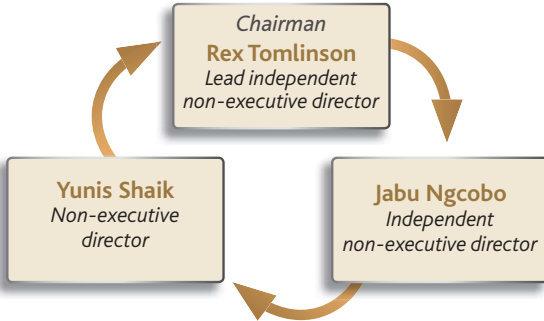 Chairman
Rex Tomlinson
Lead independent
non-executive director
Yunis Shaik
Non-executive
director
Jabu Ngcobo
Independent
non-executive director